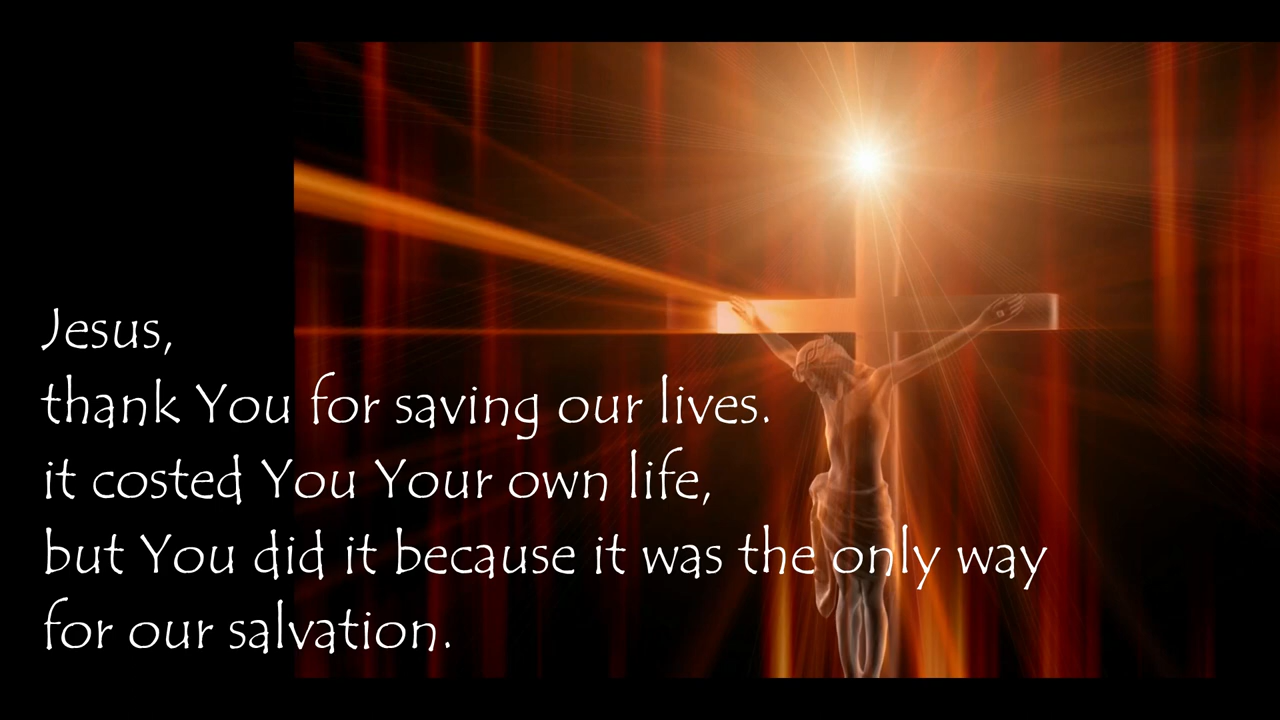 Jesus,
thank You for saving our lives.
it costed You Your own life,
but You did it because it was the only way
for our salvation.